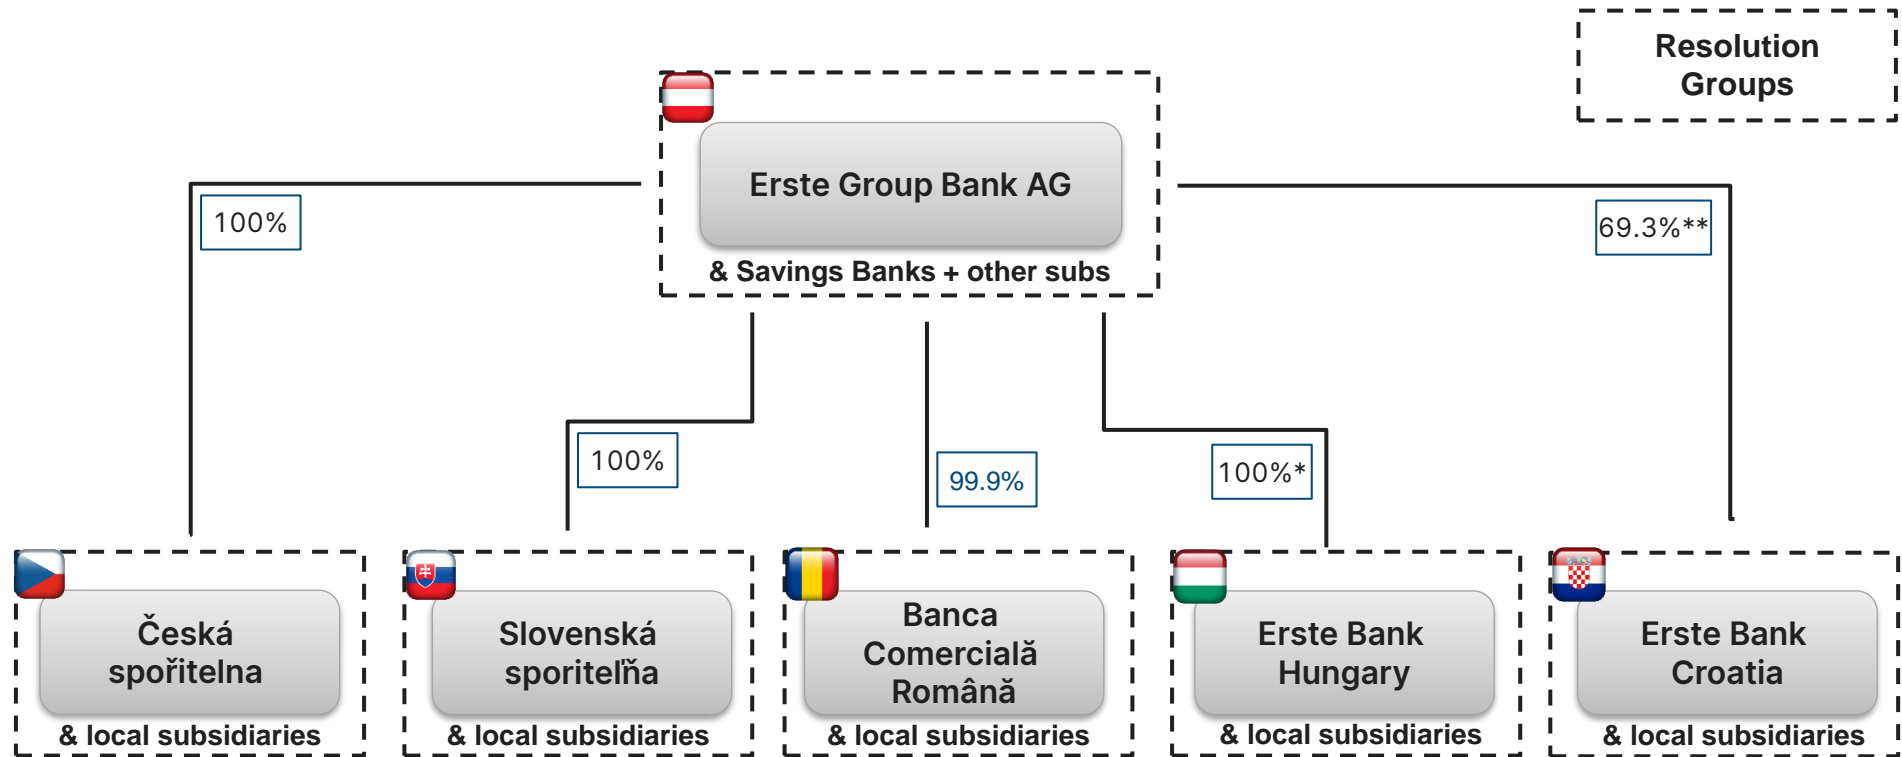 Resolution
Groups
Erste Group Bank AG
& Savings Banks + other subs
100%
69.3%**
100%
99.9%
100%*
Česká
spořitelna
& local subsidiaries
Slovenská
sporiteľňa
& local subsidiaries
Banca
Comercială
Română
& local subsidiaries
Erste Bank
Hungary
& local subsidiaries
Erste Bank
Croatia
& local subsidiaries